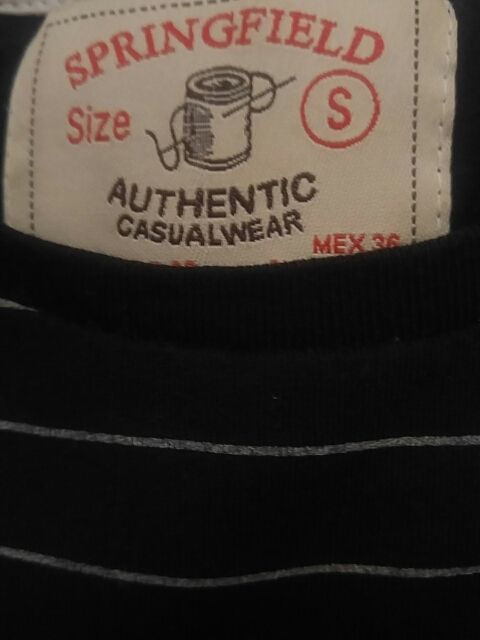 SPRINGFIELD
Size S
AUTHENTIC
CASUALWEAR
MEX 36